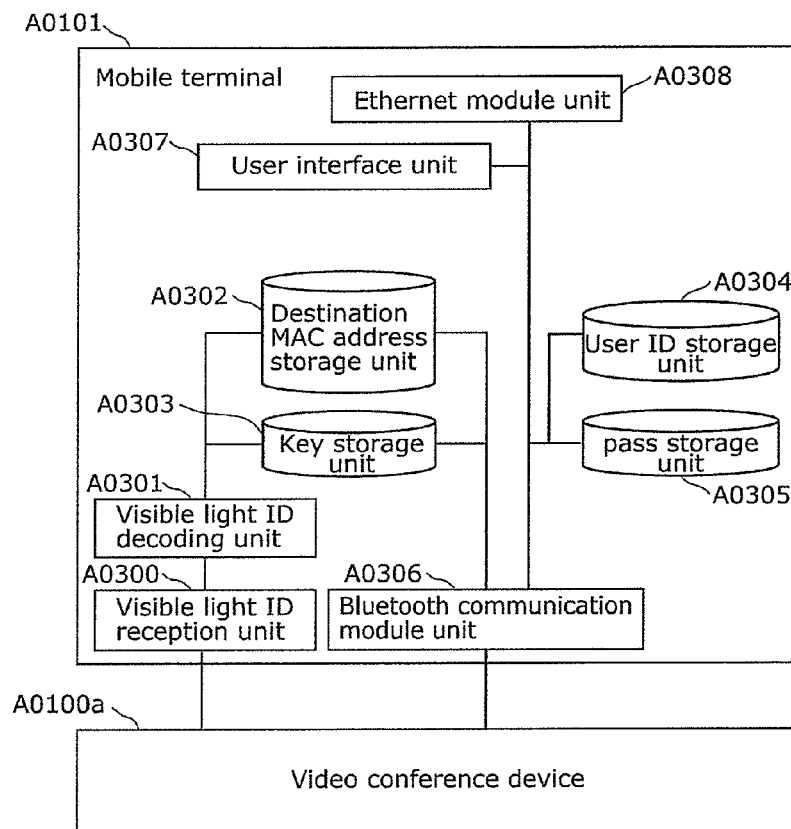 A0101
Mobile terminal
A0308
Ethernet module unit
A0307
User interface unit
A0302
Destination
MAC address
storage unit
A0304
User ID storage
unit
A0303
Key storage
unit
pass storage
unit
A0305
A0301
Visible light ID
decoding unit
A0300
Visible light ID
reception unit
A0306
Bluetooth communication
module unit
A0100a
Video conference device